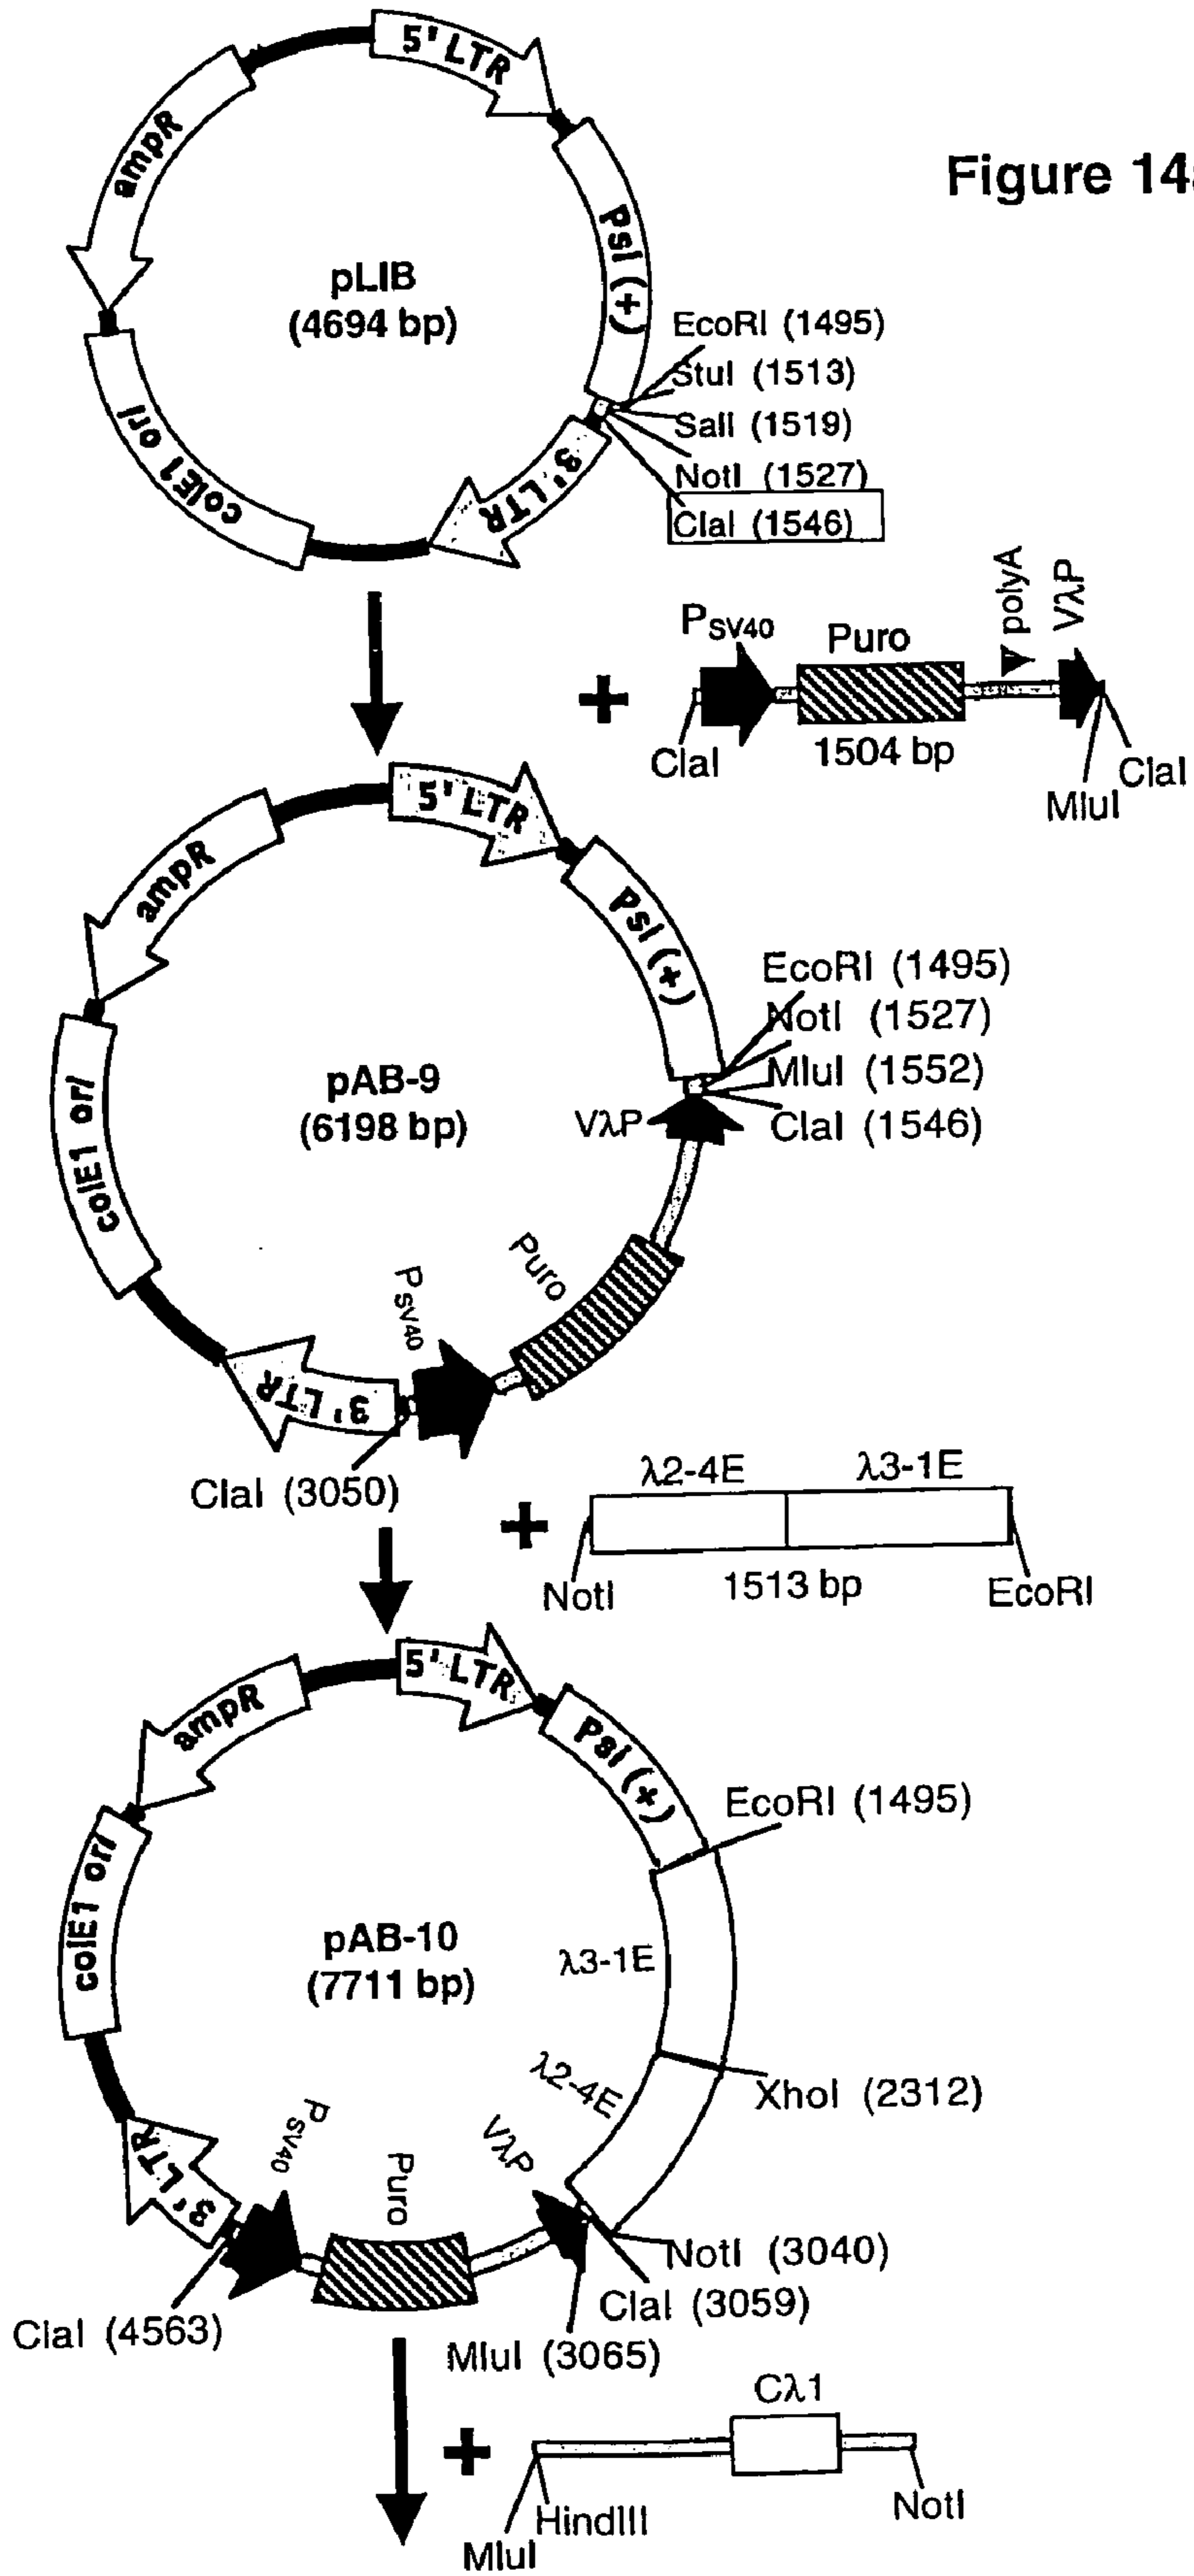 Figure 14
5' LTR
ampR
PsI (+)
pLIB
(4694 bp)
EcoRI (1495)
StuI (1513)
SalI (1519)
NotI (1527)
ClaI (1546)
3' LTR
colE1 ori
PSV40
Puro
polyA
VλP
+
ClaI
1504 bp
ClaI
MluI
5' LTR
ampR
psI (+)
EcoRI (1495)
NotI (1527)
MluI (1552)
ClaI (1546)
pAB-9
(6198 bp)
VλP
colE1 ori
Puro
PSV40
3' LTR
ClaI (3050)
+
λ2-4E
λ3-1E
NotI
1513 bp
EcoRI
5' LTR
ampR
Psi (+)
EcoRI (1495)
colE1 ori
pAB-10
(7711 bp)
λ3-1E
λ2-4E
XhoI (2312)
VλP
PSV40
Puro
3' LTR
NotI (3040)
ClaI (3059)
ClaI (4563)
MluI (3065)
+
Cλ1
HindIII
NotI
MluI